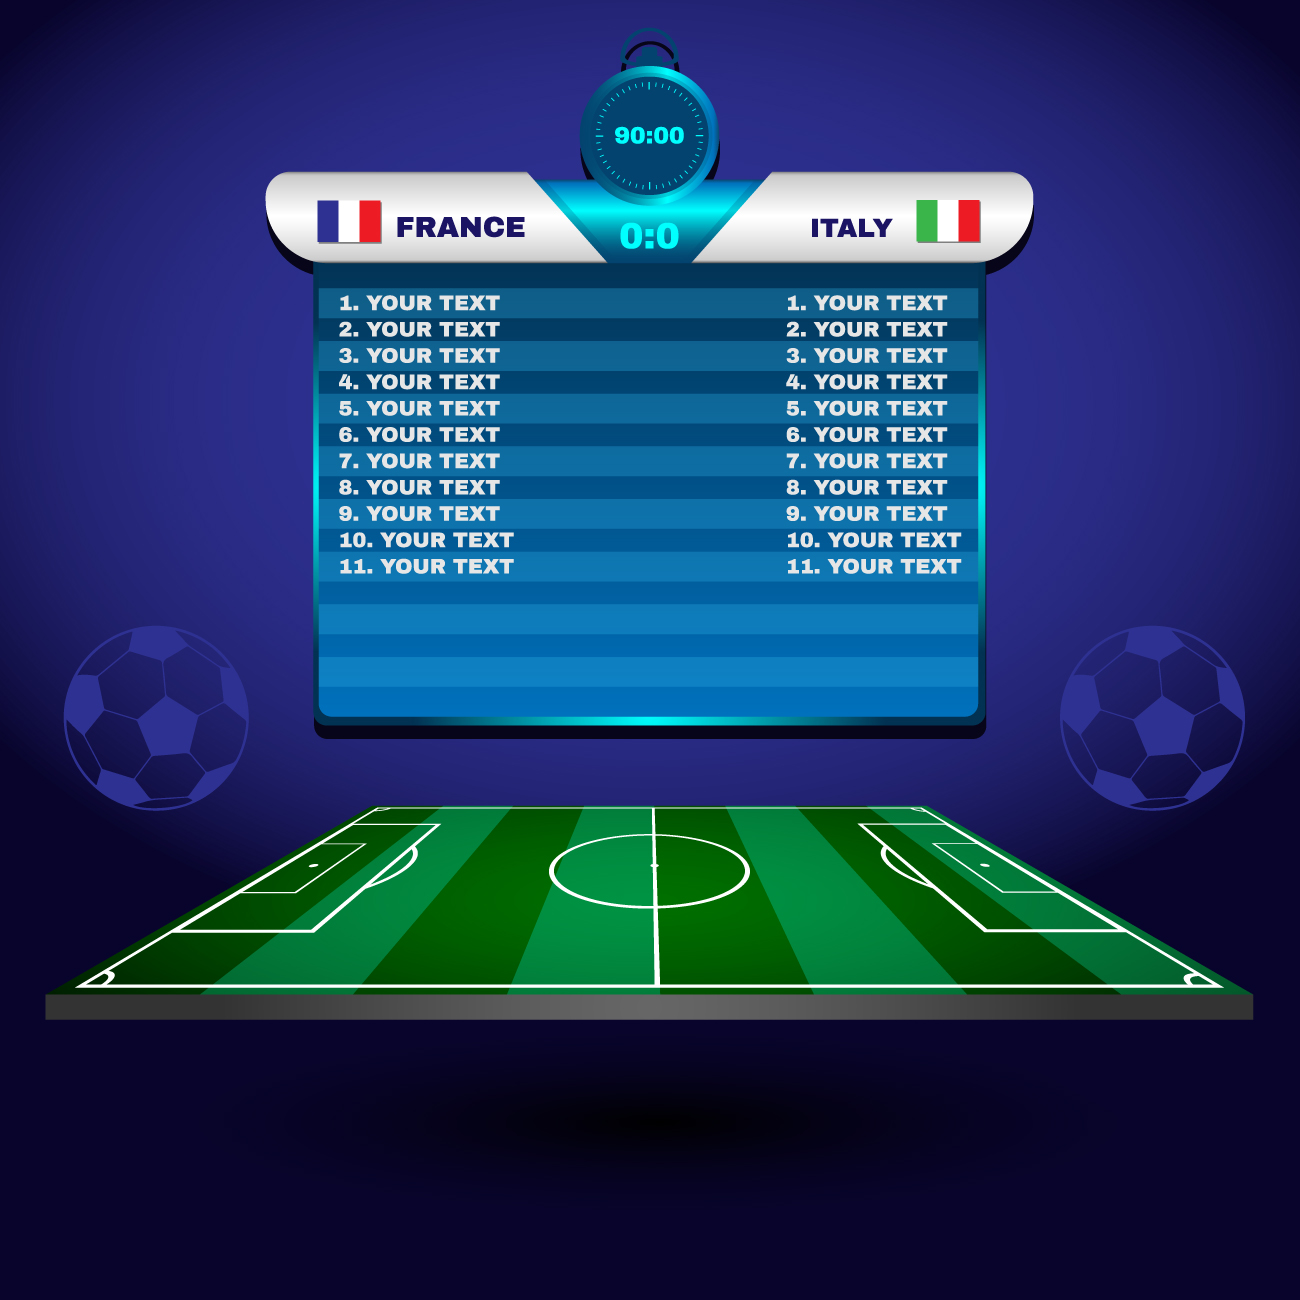 90:00
FRANCE 0:0 ITALY
1. YOUR TEXT 1. YOUR TEXT
2. YOUR TEXT 2. YOUR TEXT
3. YOUR TEXT 3. YOUR TEXT
4. YOUR TEXT 4. YOUR TEXT
5. YOUR TEXT 5. YOUR TEXT
6. YOUR TEXT 6. YOUR TEXT
7. YOUR TEXT 7. YOUR TEXT
8. YOUR TEXT 8. YOUR TEXT
9. YOUR TEXT 9. YOUR TEXT
10. YOUR TEXT 10. YOUR TEXT
11. YOUR TEXT 11. YOUR TEXT